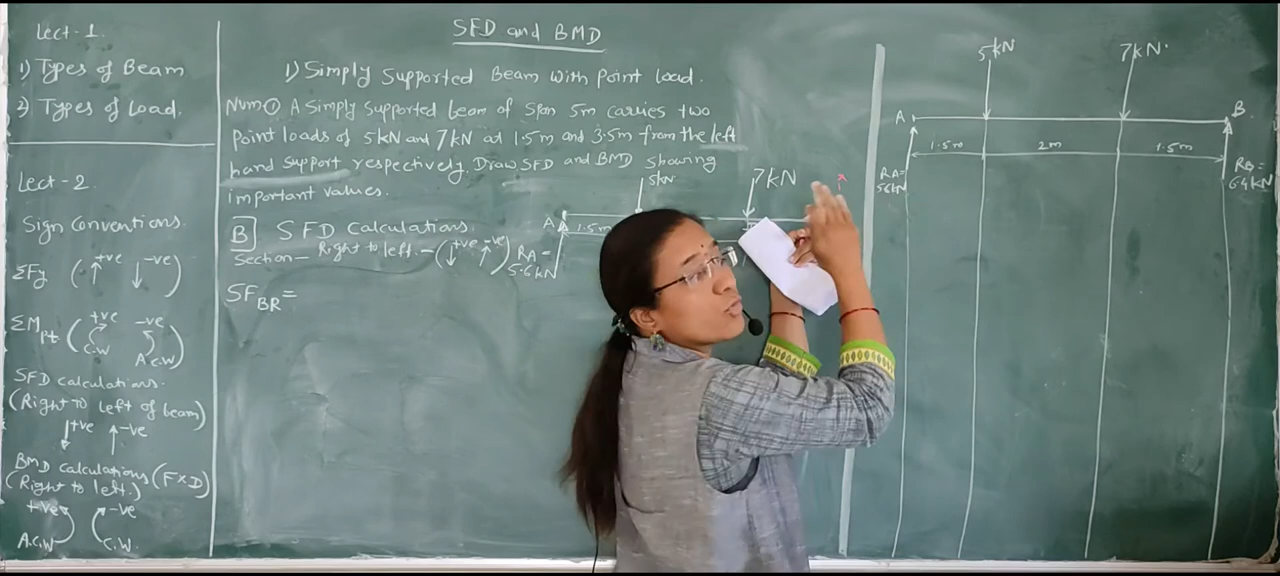 Lect-1.
1) Types of Beam
2) Types of Load.
Lect-2.
Sign Conventions.
ΣFy (↑+ve ↓-ve)
ΣMpt (+ve C.W -ve A.C.W)
SFD calculations.
(Right to left of beam)
↓+ve ↑-ve
BMD calculations (F×D)
(Right to left.)
+ve -ve
A.C.W C.W.
SFD and BMD
1) Simply Supported Beam with Point Load.
Num① A Simply Supported beam of Span 5m carries two
Point loads of 5kN and 7kN at 1.5m and 3.5m from the left
hand support respectively. Draw SFD and BMD showing
important values.
B SFD Calculations.
Section- Right to left. - (+ve↓ -ve↑)
SF BR =
5kN
7kN
A
1.5m
RA=
5.6kN
5kN
7kN.
A
B.
1.5m
2m
1.5m
RA=
5.6kN
RB=
6.4kN